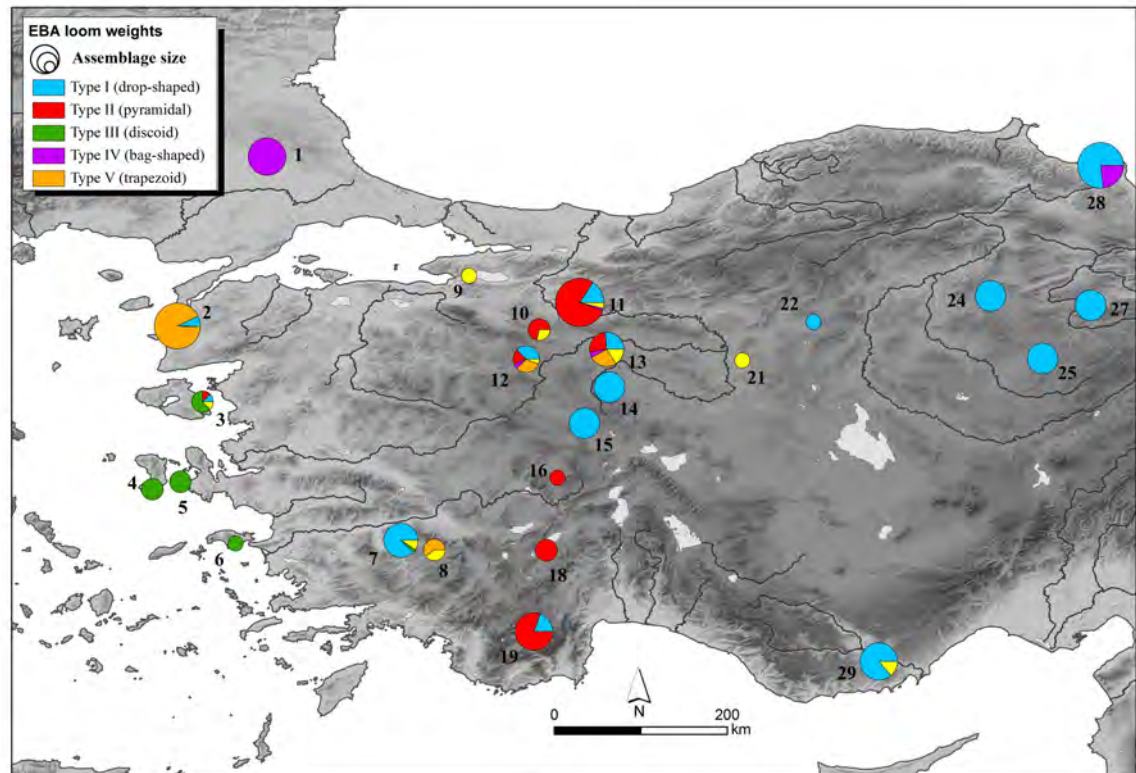 EBA loom weights
Assemblage size
Type I (drop-shaped)
Type II (pyramidal)
Type III (discoid)
Type IV (bag-shaped)
Type V (trapezoid)
1
28
2
9
10
11
22
24
27
12
13
21
25
3
14
15
4
5
16
6
7
8
18
19
29
N
0 200
km